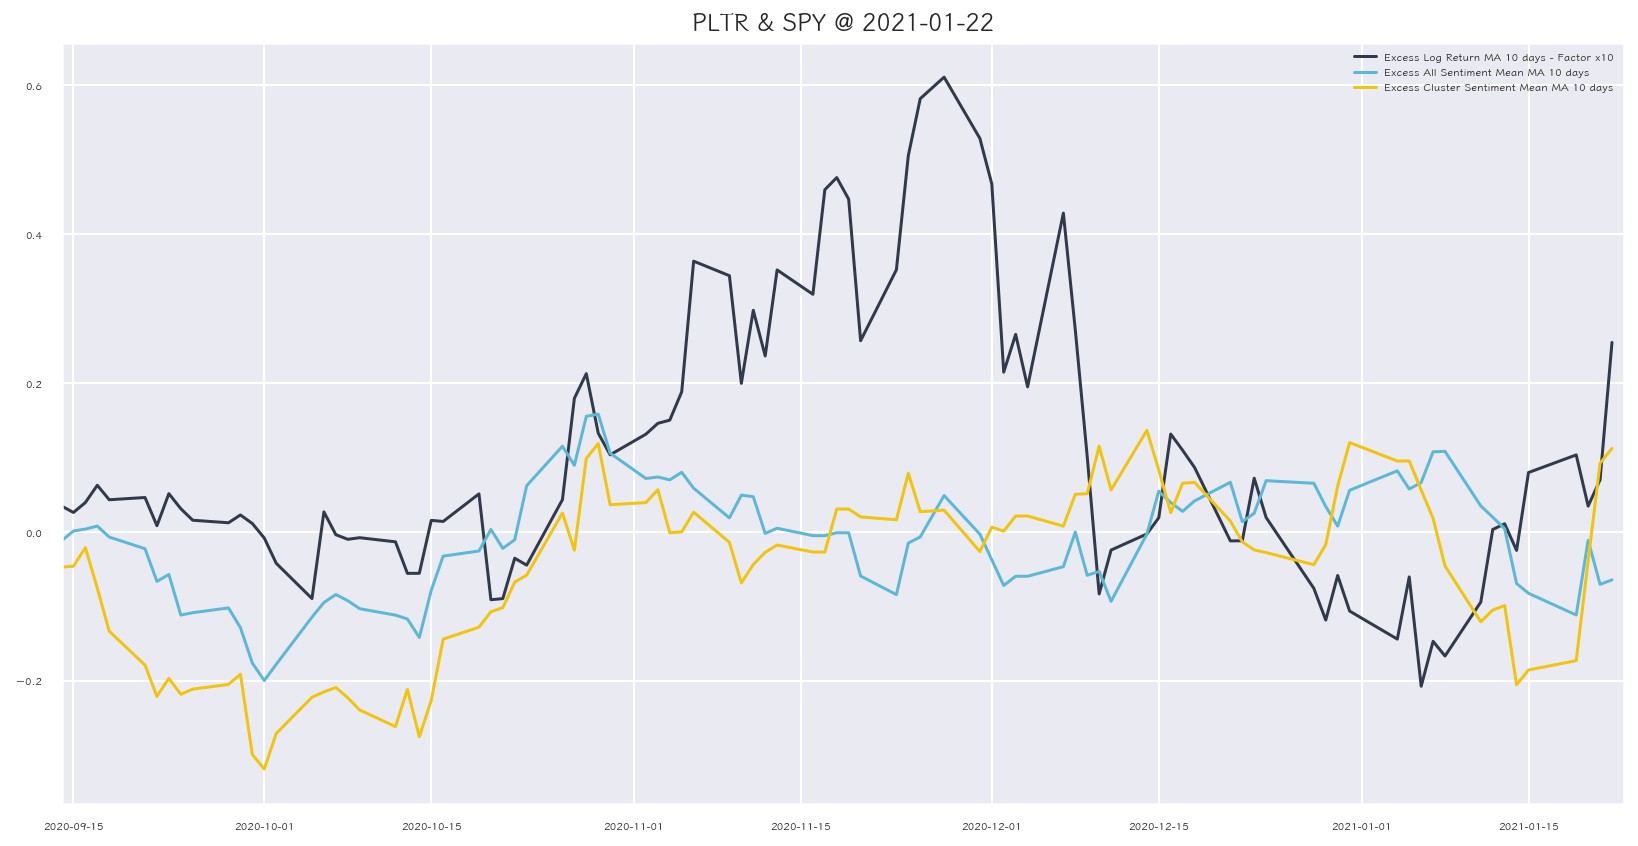 PLTR & SPY @ 2021-01-22
Excess Log Return MA 10 days - Factor x10
Excess All Sentiment Mean MA 10 days
Excess Cluster Sentiment Mean MA 10 days
0.6
0.4
0.2
0.0
−0.2
2020-09-15 2020-10-01 2020-10-15 2020-11-01 2020-11-15 2020-12-01 2020-12-15 2021-01-01 2021-01-15